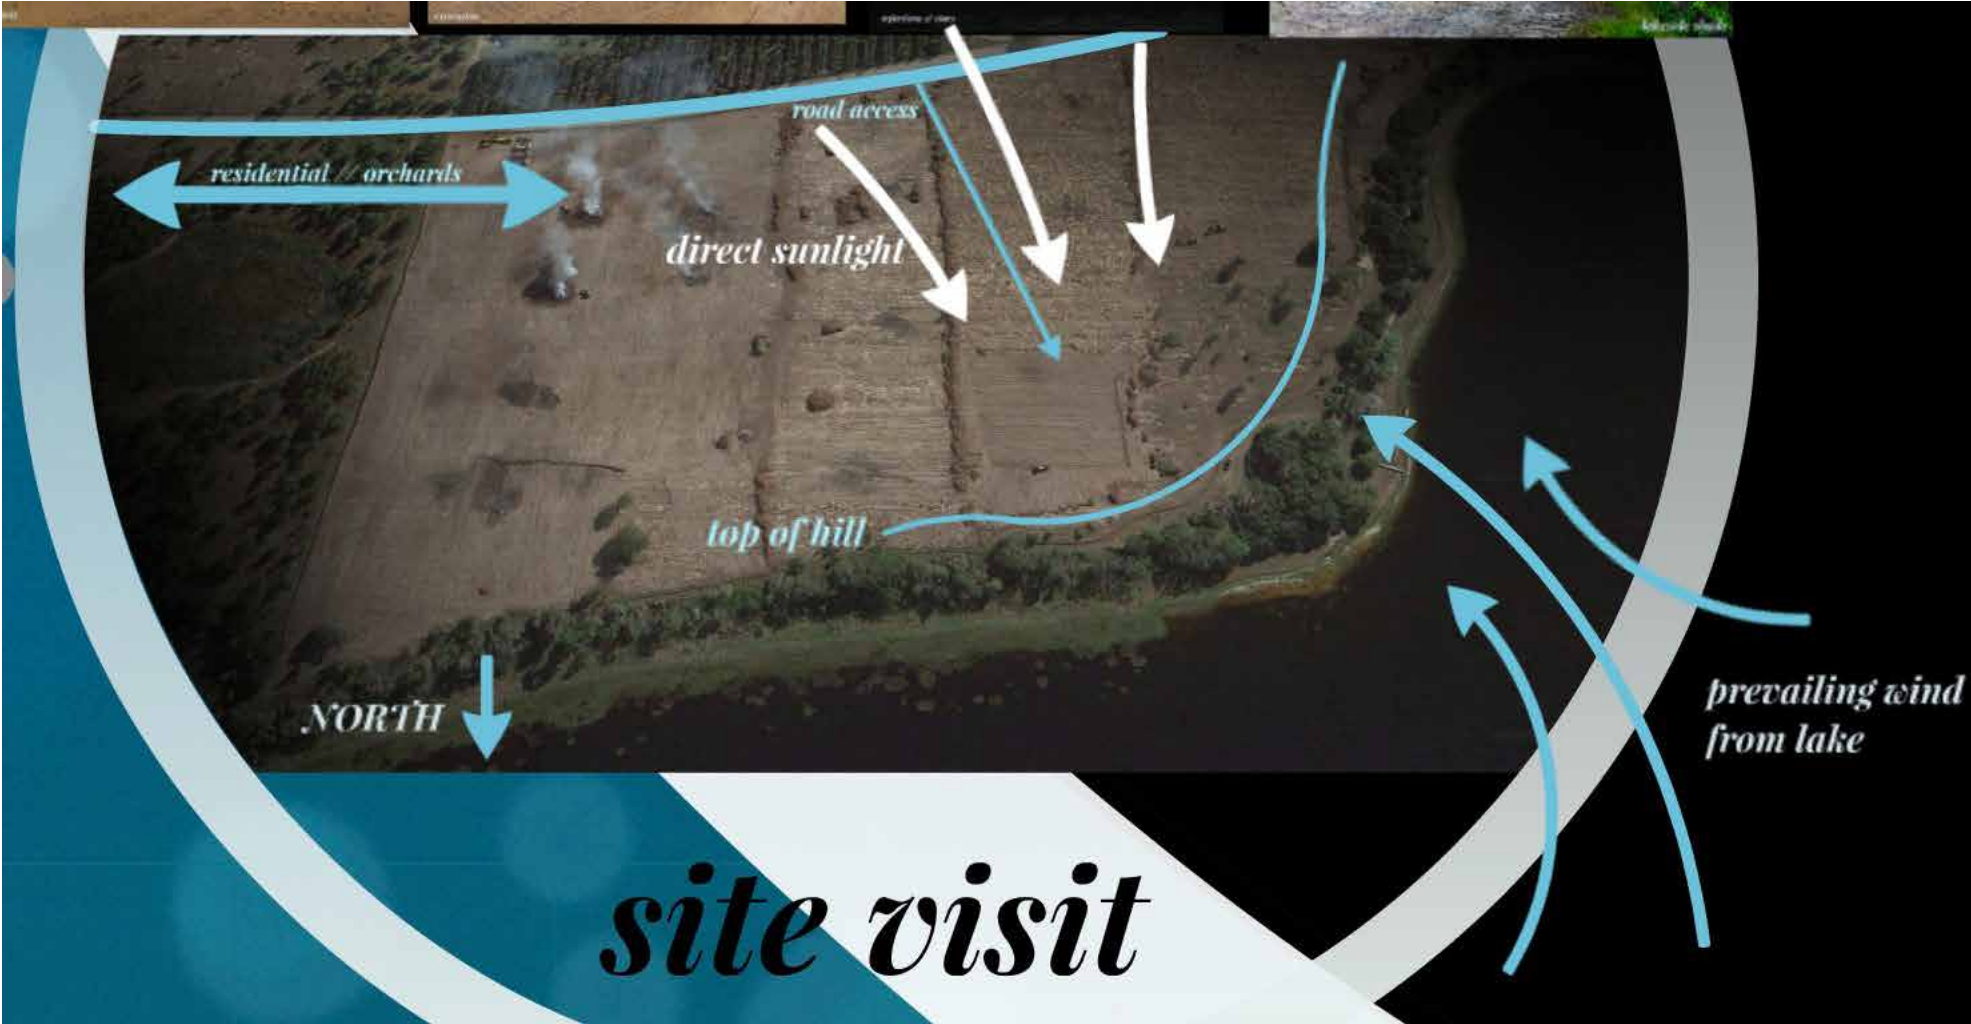 road access
residential // orchards
direct sunlight
top of hill
NORTH
prevailing wind
from lake
site visit